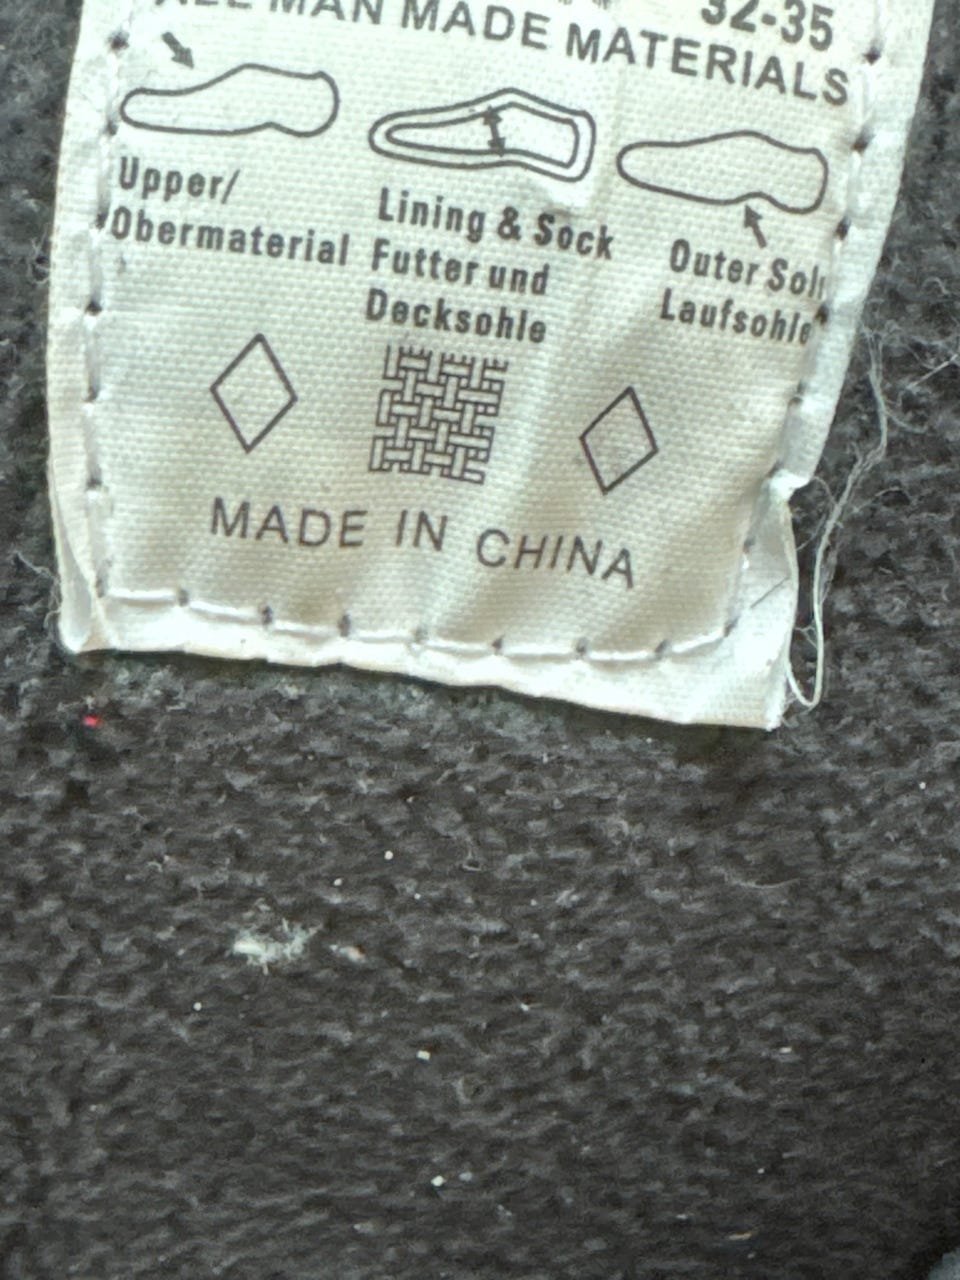 32-35
ALL MAN MADE MATERIALS
Upper/
Obermaterial
Lining & Sock
Futter und
Decksohle
Outer Sole
Laufsohle
MADE IN CHINA